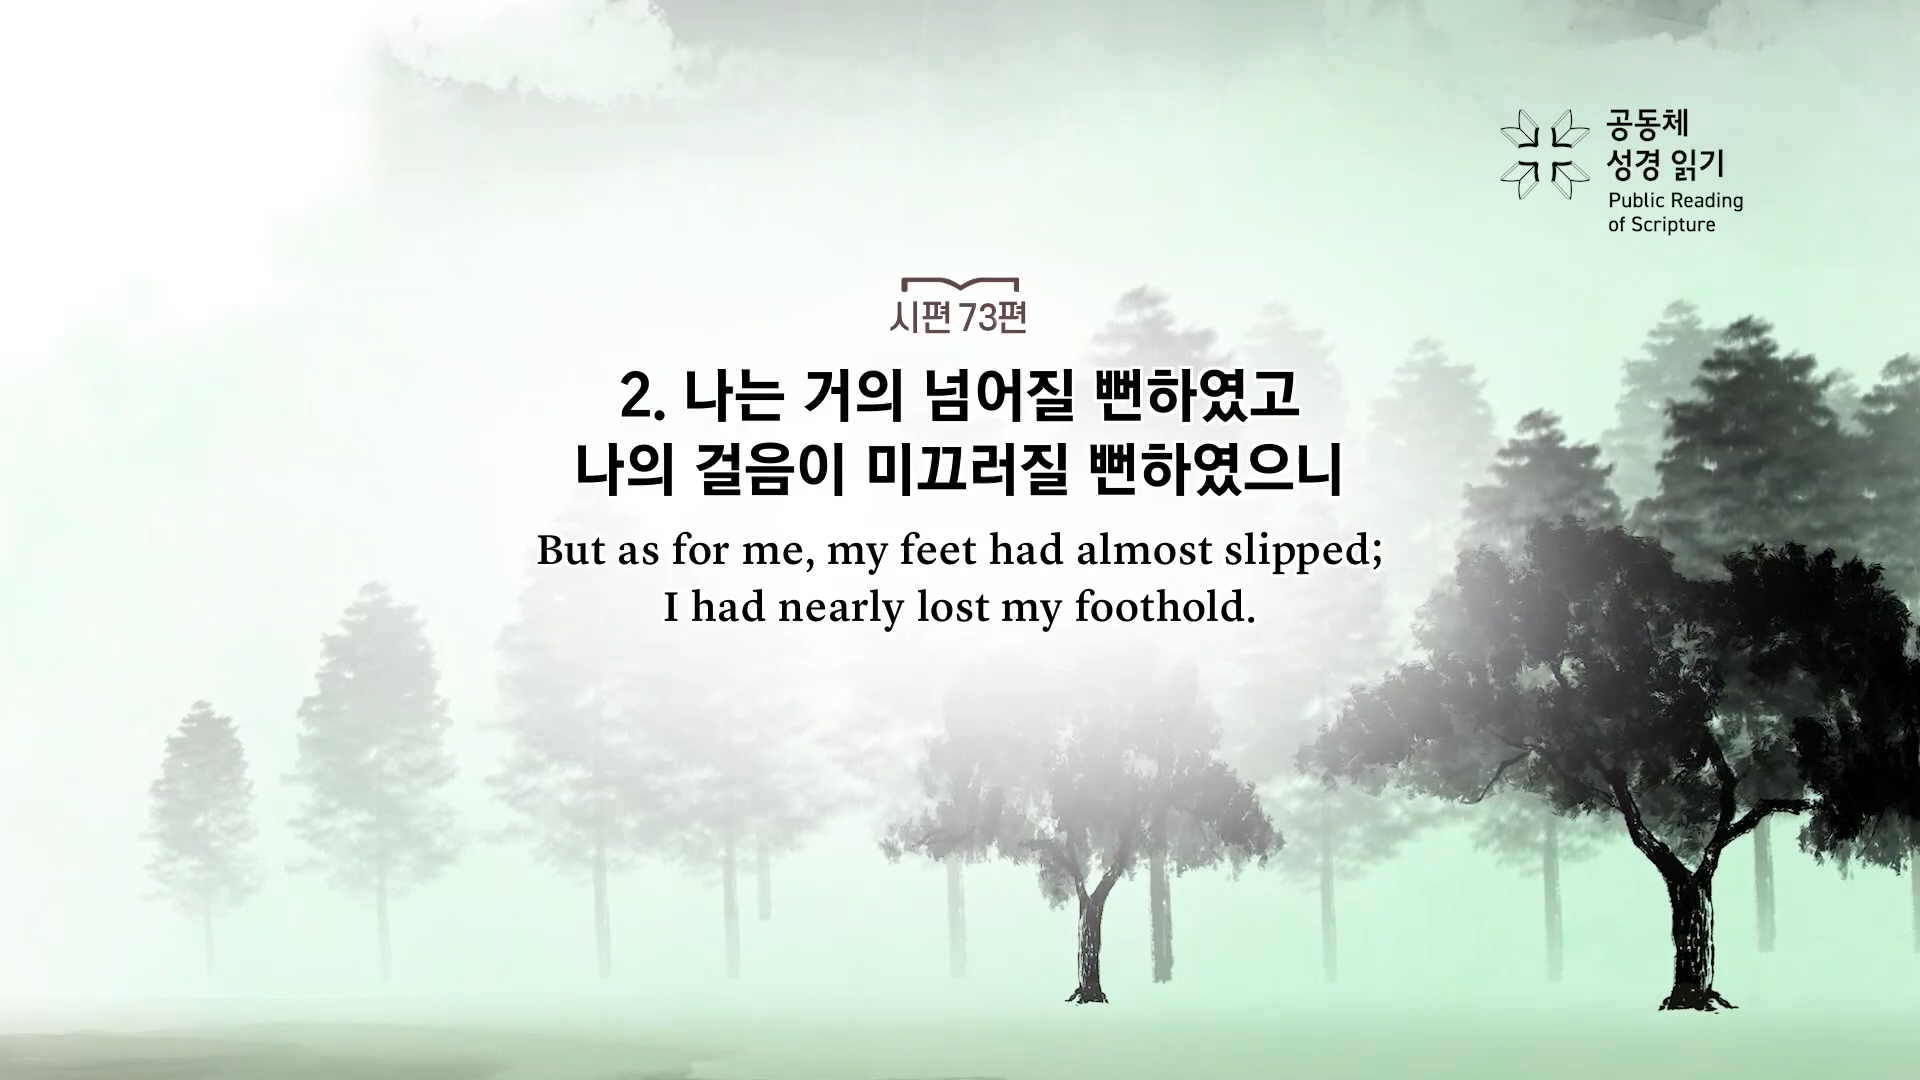 공동체
성경 읽기
Public Reading
of Scripture
시편 73편
2. 나는 거의 넘어질 뻔하였고
나의 걸음이 미끄러질 뻔하였으니
But as for me, my feet had almost slipped;
I had nearly lost my foothold.